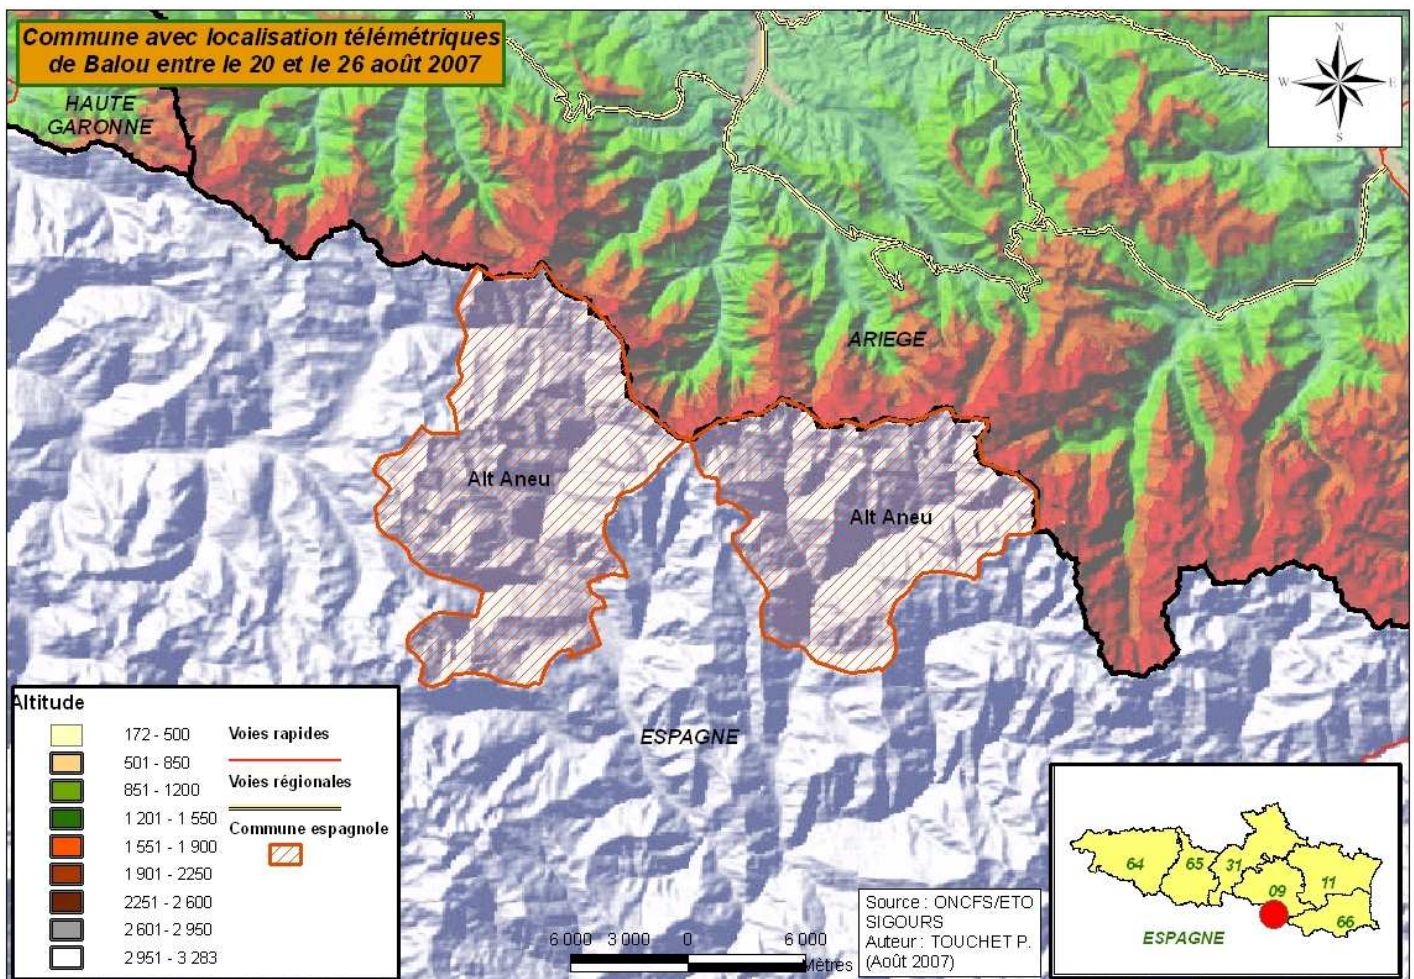 Commune avec localisation télémétriques
de Balou entre le 20 et le 26 août 2007
HAUTE
GARONNE
N
W
E
S
ARIEGE
Alt Aneu
Alt Aneu
ESPAGNE
Altitude
172 - 500
501 - 850
851 - 1200
1 201 - 1 550
1 551 - 1 900
1 901 - 2250
2251 - 2 600
2 601 - 2 950
2 951 - 3 283
Voies rapides
Voies régionales
Commune espagnole
6 000 3 000 0 6 000
Mètres
Source : ONCFS/ETO
SIGOURS
Auteur : TOUCHET P.
(Août 2007)
64
65
31
09
11
66
ESPAGNE